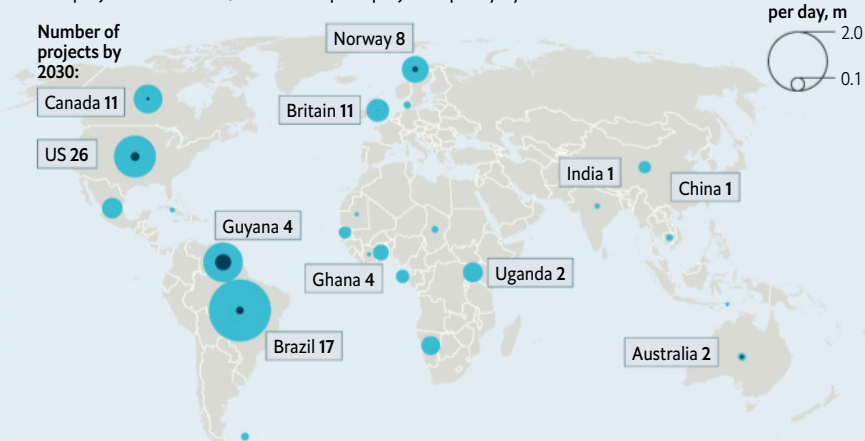 per day, m
2.0
0.1
Number of
projects by
2030:
Norway 8
Canada 11
Britain 11
US 26
India 1
China 1
Guyana 4
Ghana 4
Uganda 2
Brazil 17
Australia 2